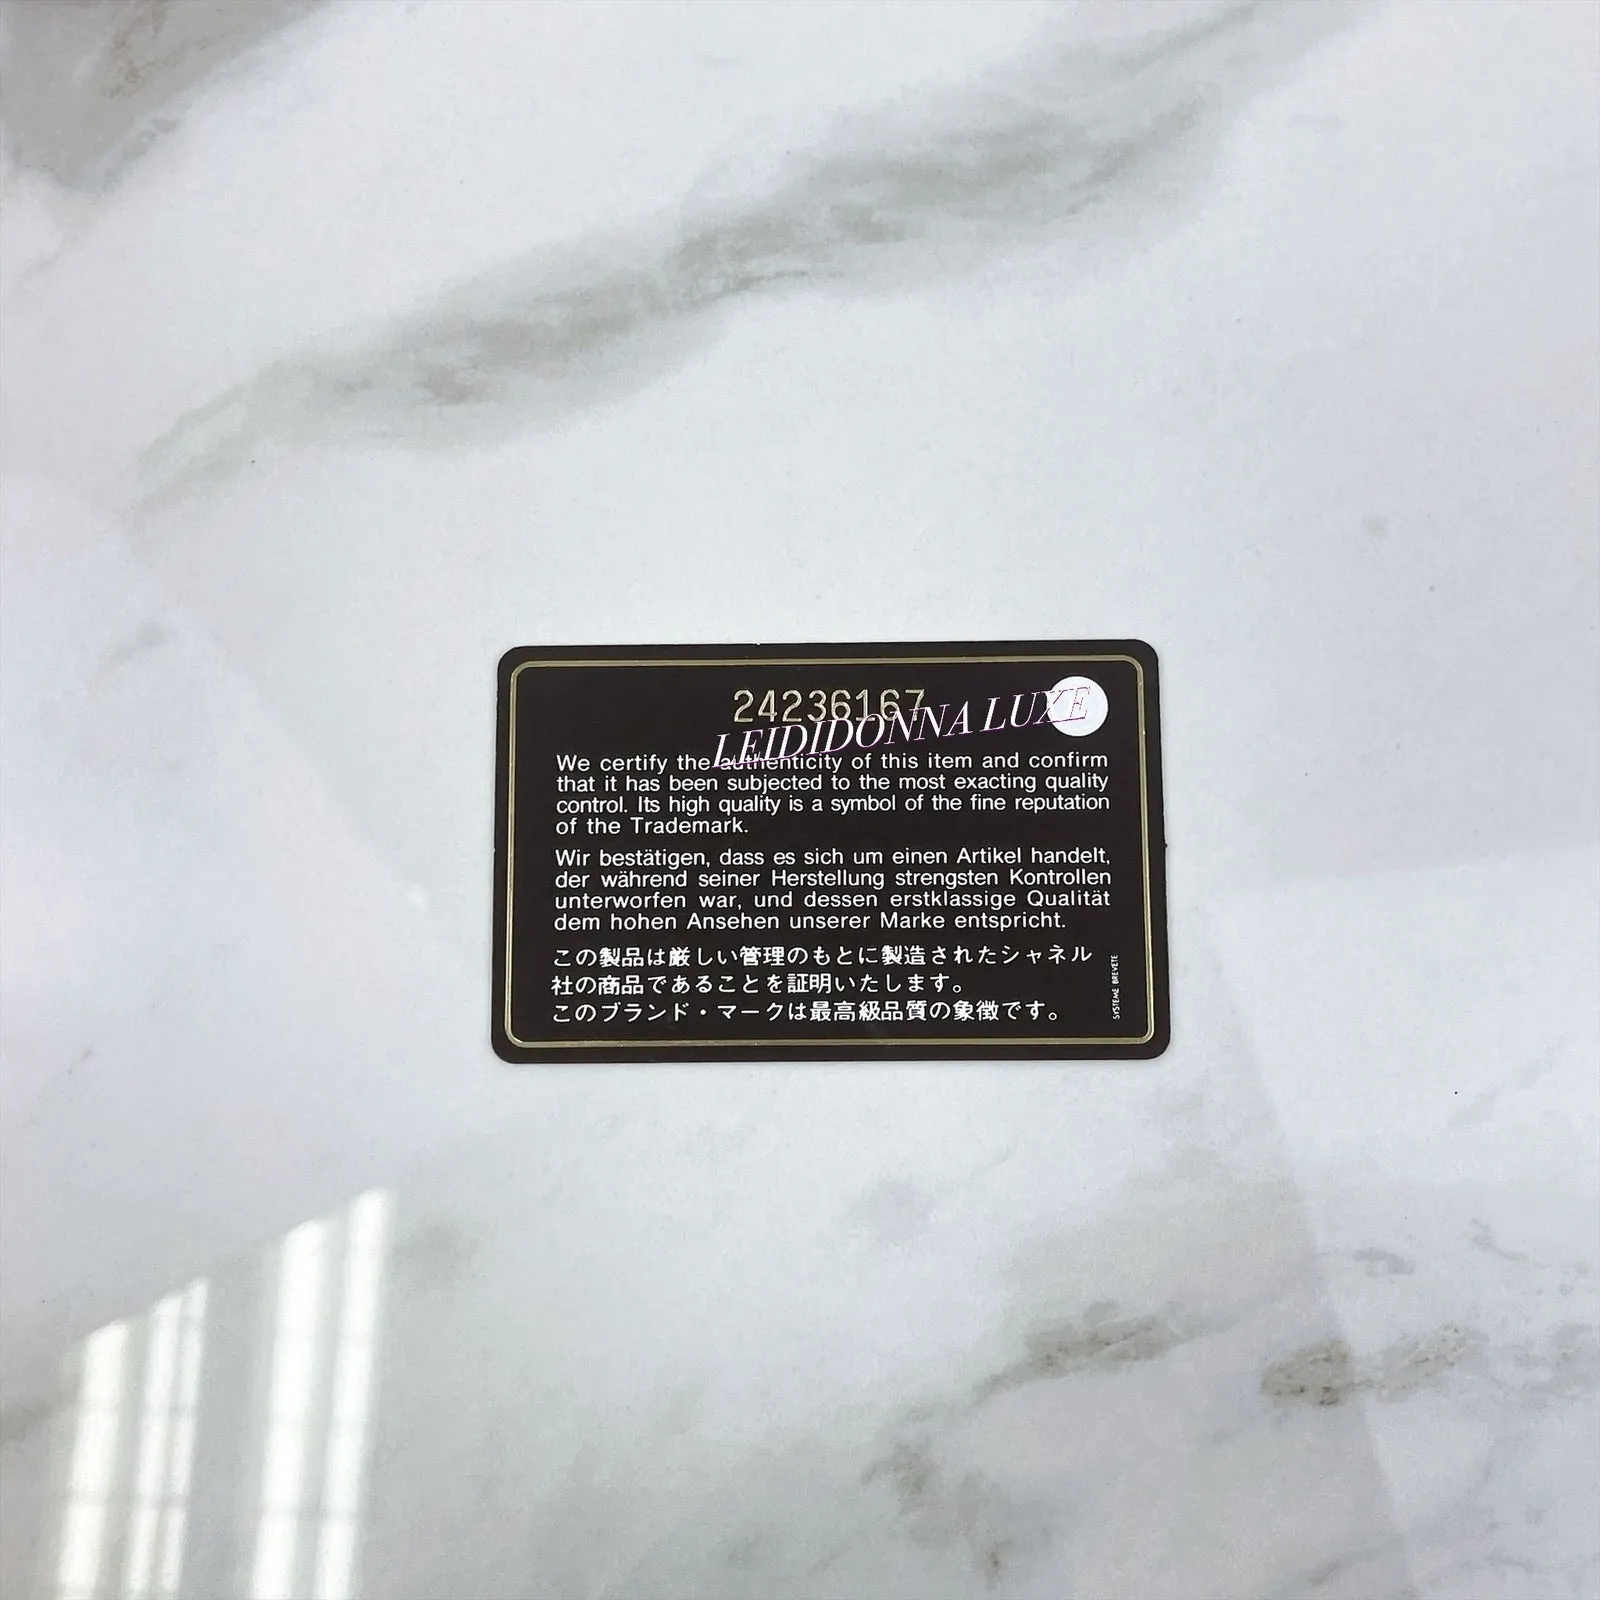 24236167
LEIDIDONNA LUXE
We certify the authenticity of this item and confirm
that it has been subjected to the most exacting quality
control. Its high quality is a symbol of the fine reputation
of the Trademark.
Wir bestätigen, dass es sich um einen Artikel handelt,
der während seiner Herstellung strengsten Kontrollen
unterworfen war, und dessen erstklassige Qualität
dem hohen Ansehen unserer Marke entspricht.
この製品は厳しい管理のもとに製造されたシャネル
社の商品であることを証明いたします。
このブランド・マークは最高級品質の象徴です。
SYSTEME BREVETE